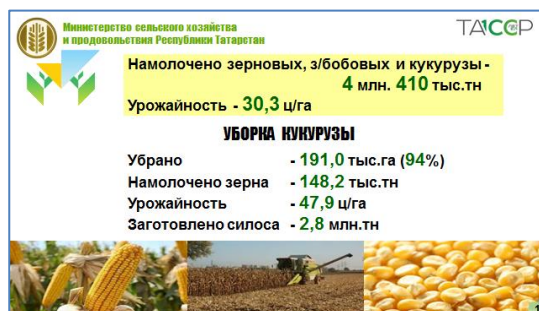 Министерство сельского хозяйства
и продовольствия Республики Татарстан
ТАССР
Намолочено зерновых, з/бобовых и кукурузы -
4 млн. 410 тыс.тн
Урожайность - 30,3 ц/га
УБОРКА КУКУРУЗЫ
Убрано - 191,0 тыс.га (94%)
Намолочено зерна - 148,2 тыс.тн
Урожайность - 47,9 ц/га
Заготовлено силоса - 2,8 млн.тн
1